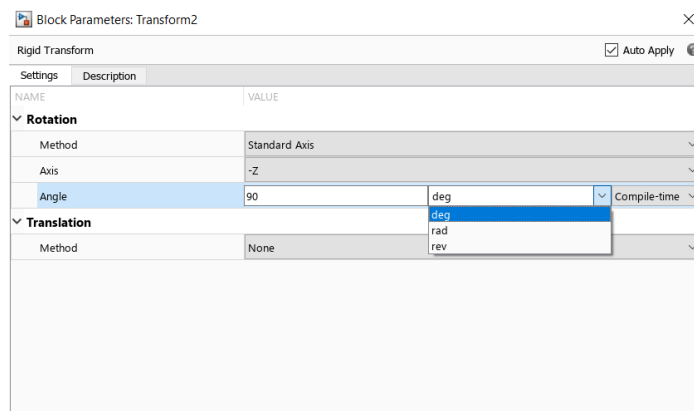 Block Parameters: Transform2
Rigid Transform Auto Apply
Settings Description
NAME VALUE
Rotation
Method Standard Axis
Axis -Z
Angle 90 deg Compile-time
deg
Translation
rad
Method None rev